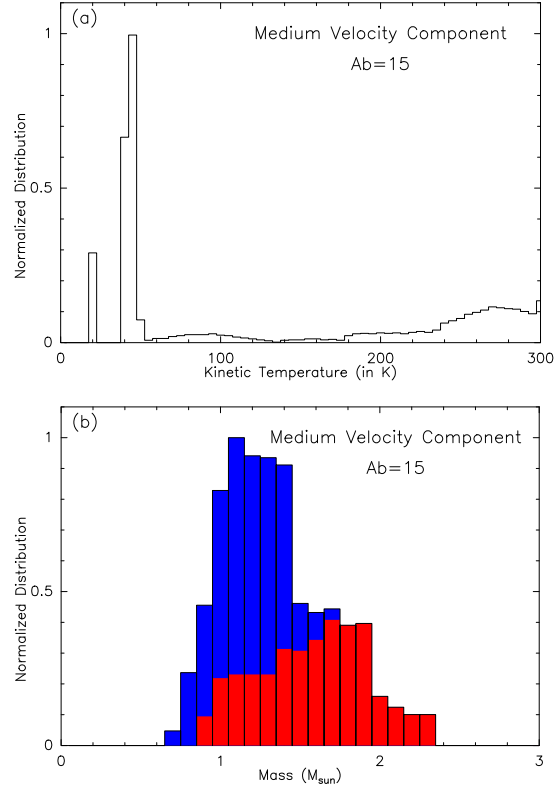 (a)
Medium Velocity Component
Ab=15
Normalized Distribution
1
0.5
0
0 100 200 300
Kinetic Temperature (in K)
(b)
Medium Velocity Component
Ab=15
Normalized Distribution
1
0.5
0
0 1 2 3
Mass (Msun)